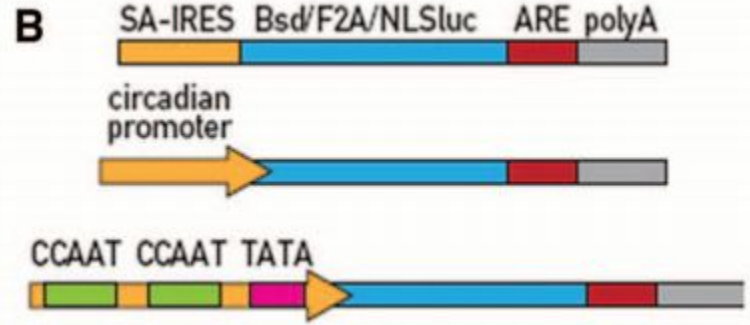 B
SA-IRES Bsd/F2A/NLSluc ARE polyA
circadian
promoter
CCAAT CCAAT TATA